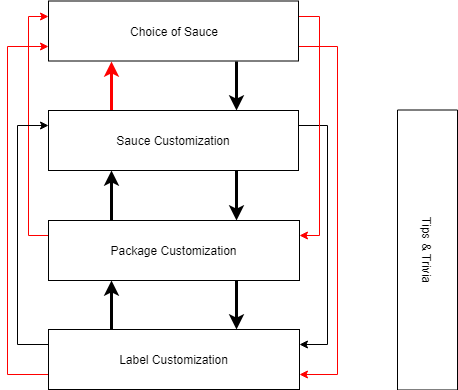 Choice of Sauce
Sauce Customization
Package Customization
Label Customization
Tips & Trivia